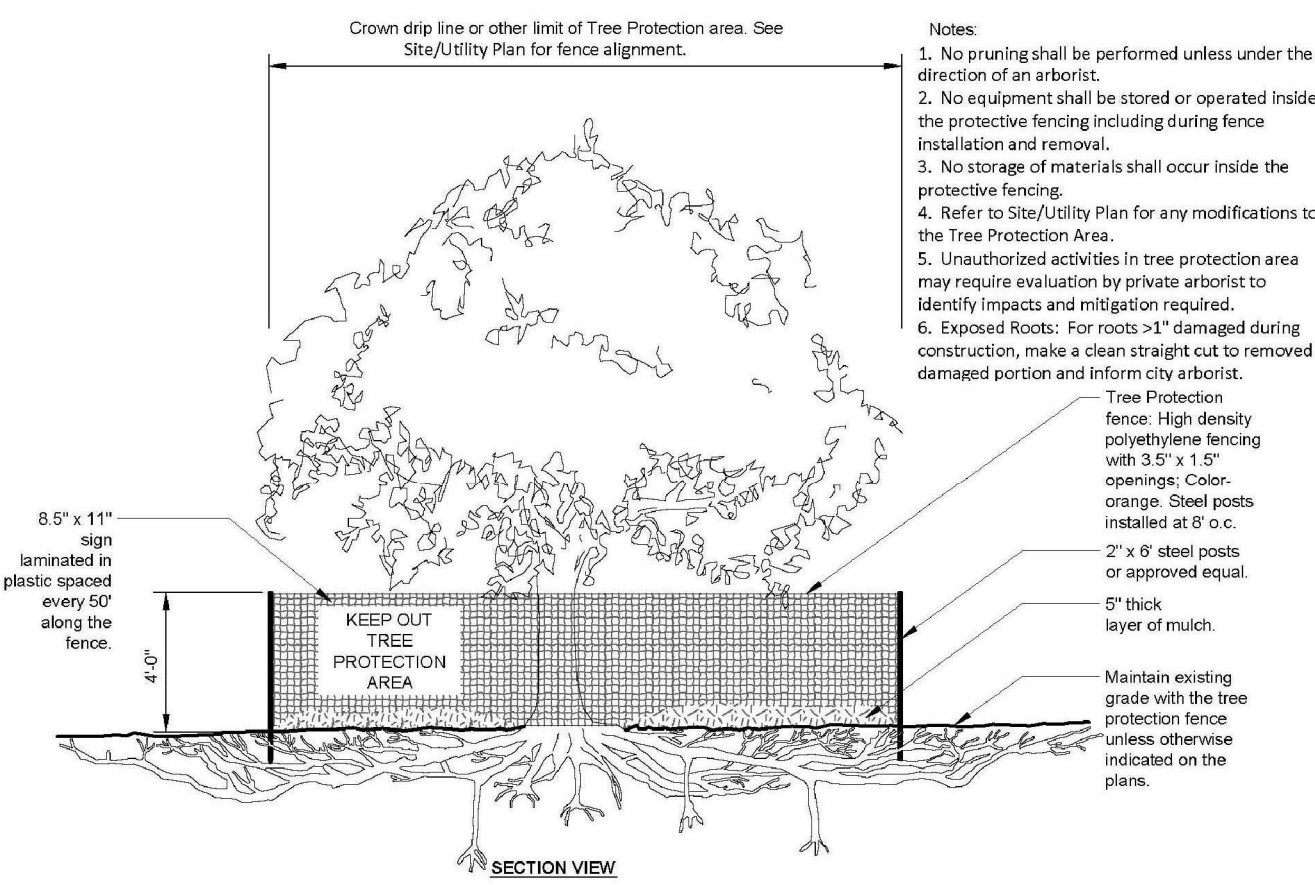 Crown drip line or other limit of Tree Protection area. See
Site/Utility Plan for fence alignment.
Notes:
1. No pruning shall be performed unless under the
direction of an arborist.
2. No equipment shall be stored or operated inside
the protective fencing including during fence
installation and removal.
3. No storage of materials shall occur inside the
protective fencing.
4. Refer to Site/Utility Plan for any modifications to
the Tree Protection Area.
5. Unauthorized activities in tree protection area
may require evaluation by private arborist to
identify impacts and mitigation required.
6. Exposed Roots: For roots >1" damaged during
construction, make a clean straight cut to removed
damaged portion and inform city arborist.
Tree Protection
fence: High density
polyethylene fencing
with 3.5" x 1.5"
openings; Color-
orange. Steel posts
installed at 8' o.c.
2" x 6' steel posts
or approved equal.
5" thick
layer of mulch.
Maintain existing
grade with the tree
protection fence
unless otherwise
indicated on the
plans.
8.5" x 11"
sign
laminated in
plastic spaced
every 50'
along the
fence.
4'-0"
KEEP OUT
TREE
PROTECTION
AREA
SECTION VIEW